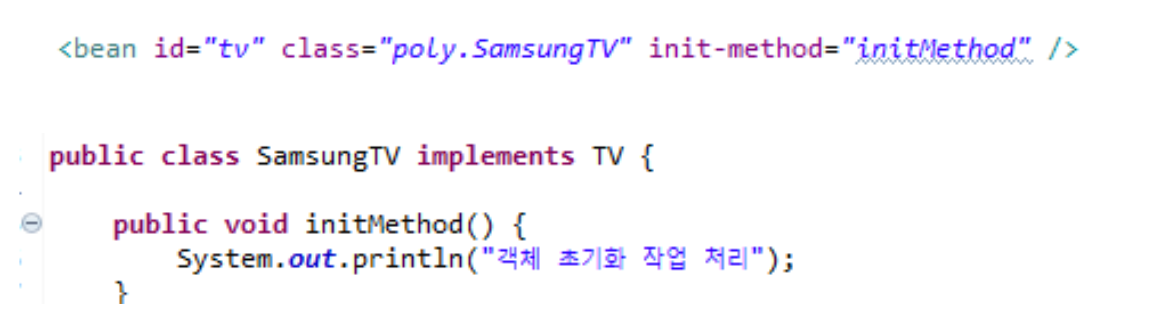 <bean id="tv" class="poly.SamsungTV" init-method="initMethod" />
public class SamsungTV implements TV {
public void initMethod() {
System.out.println("객체 초기화 작업 처리");
}